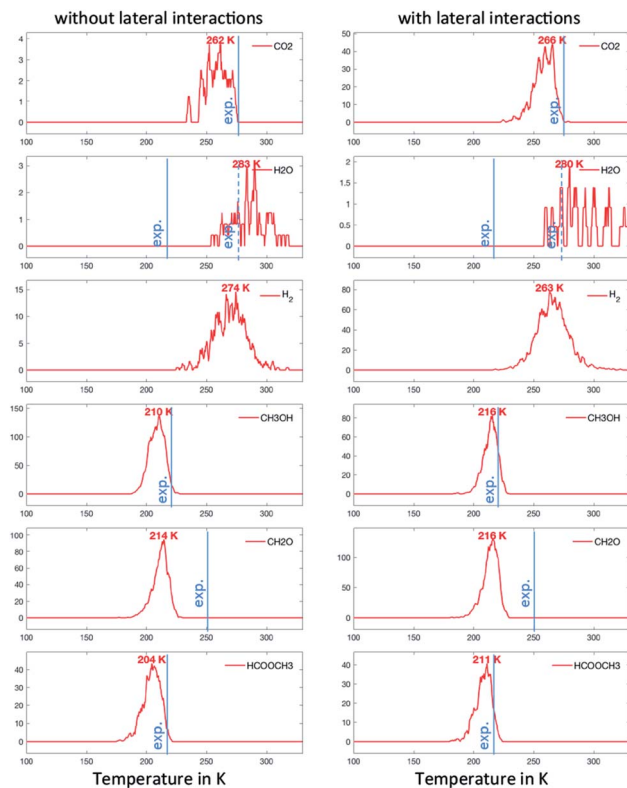 without lateral interactions
with lateral interactions
262 K
CO2
4
3
2
1
0
exp.
100 150 200 250 300
266 K
CO2
50
40
30
20
10
0
exp.
100 150 200 250 300
283 K
H2O
3
2
1
0
exp.
exp.
100 150 200 250 300
280 K
H2O
2
1.5
1
0.5
0
exp.
exp.
100 150 200 250 300
274 K
H₂
15
10
5
0
100 150 200 250 300
263 K
H₂
80
60
40
20
0
100 150 200 250 300
210 K
CH3OH
150
100
50
0
exp.
100 150 200 250 300
216 K
CH3OH
80
60
40
20
0
exp.
100 150 200 250 300
214 K
CH2O
100
80
60
40
20
0
exp.
100 150 200 250 300
216 K
CH2O
100
50
0
exp.
100 150 200 250 300
204 K
HCOOCH3
40
30
20
10
0
exp.
100 150 200 250 300
211 K
HCOOCH3
40
30
20
10
0
exp.
100 150 200 250 300
Temperature in K
Temperature in K